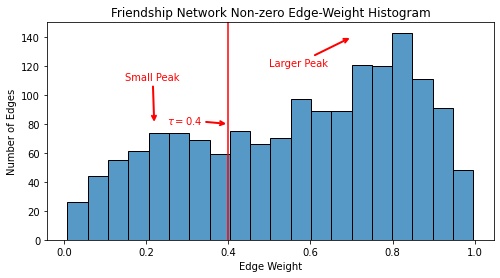 Friendship Network Non-zero Edge-Weight Histogram
140
120
100
80
60
40
20
0
Number of Edges
Small Peak
Larger Peak
τ = 0.4
0.0 0.2 0.4 0.6 0.8 1.0
Edge Weight